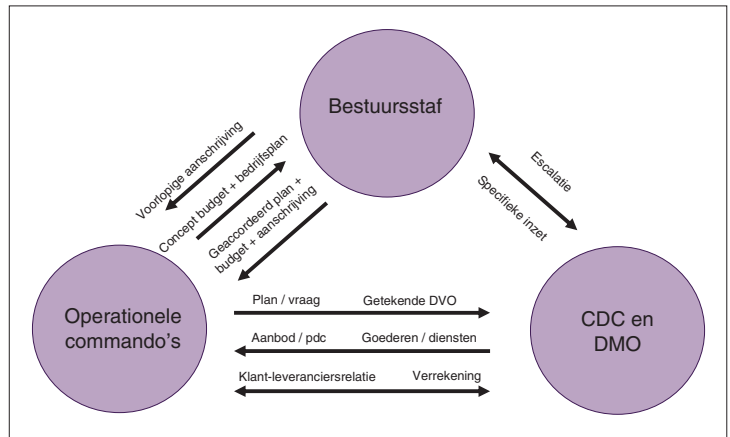 Bestuursstaf
Voorlopige aanschrijving
Concept budget + bedrijfsplan
Geaccordeerd plan +
budget + aanschrijving
Escalatie
Specifieke inzet
Operationele
commando's
Plan / vraag Getekende DVO
Aanbod / pdc Goederen / diensten
Klant-leveranciersrelatie Verrekening
CDC en
DMO